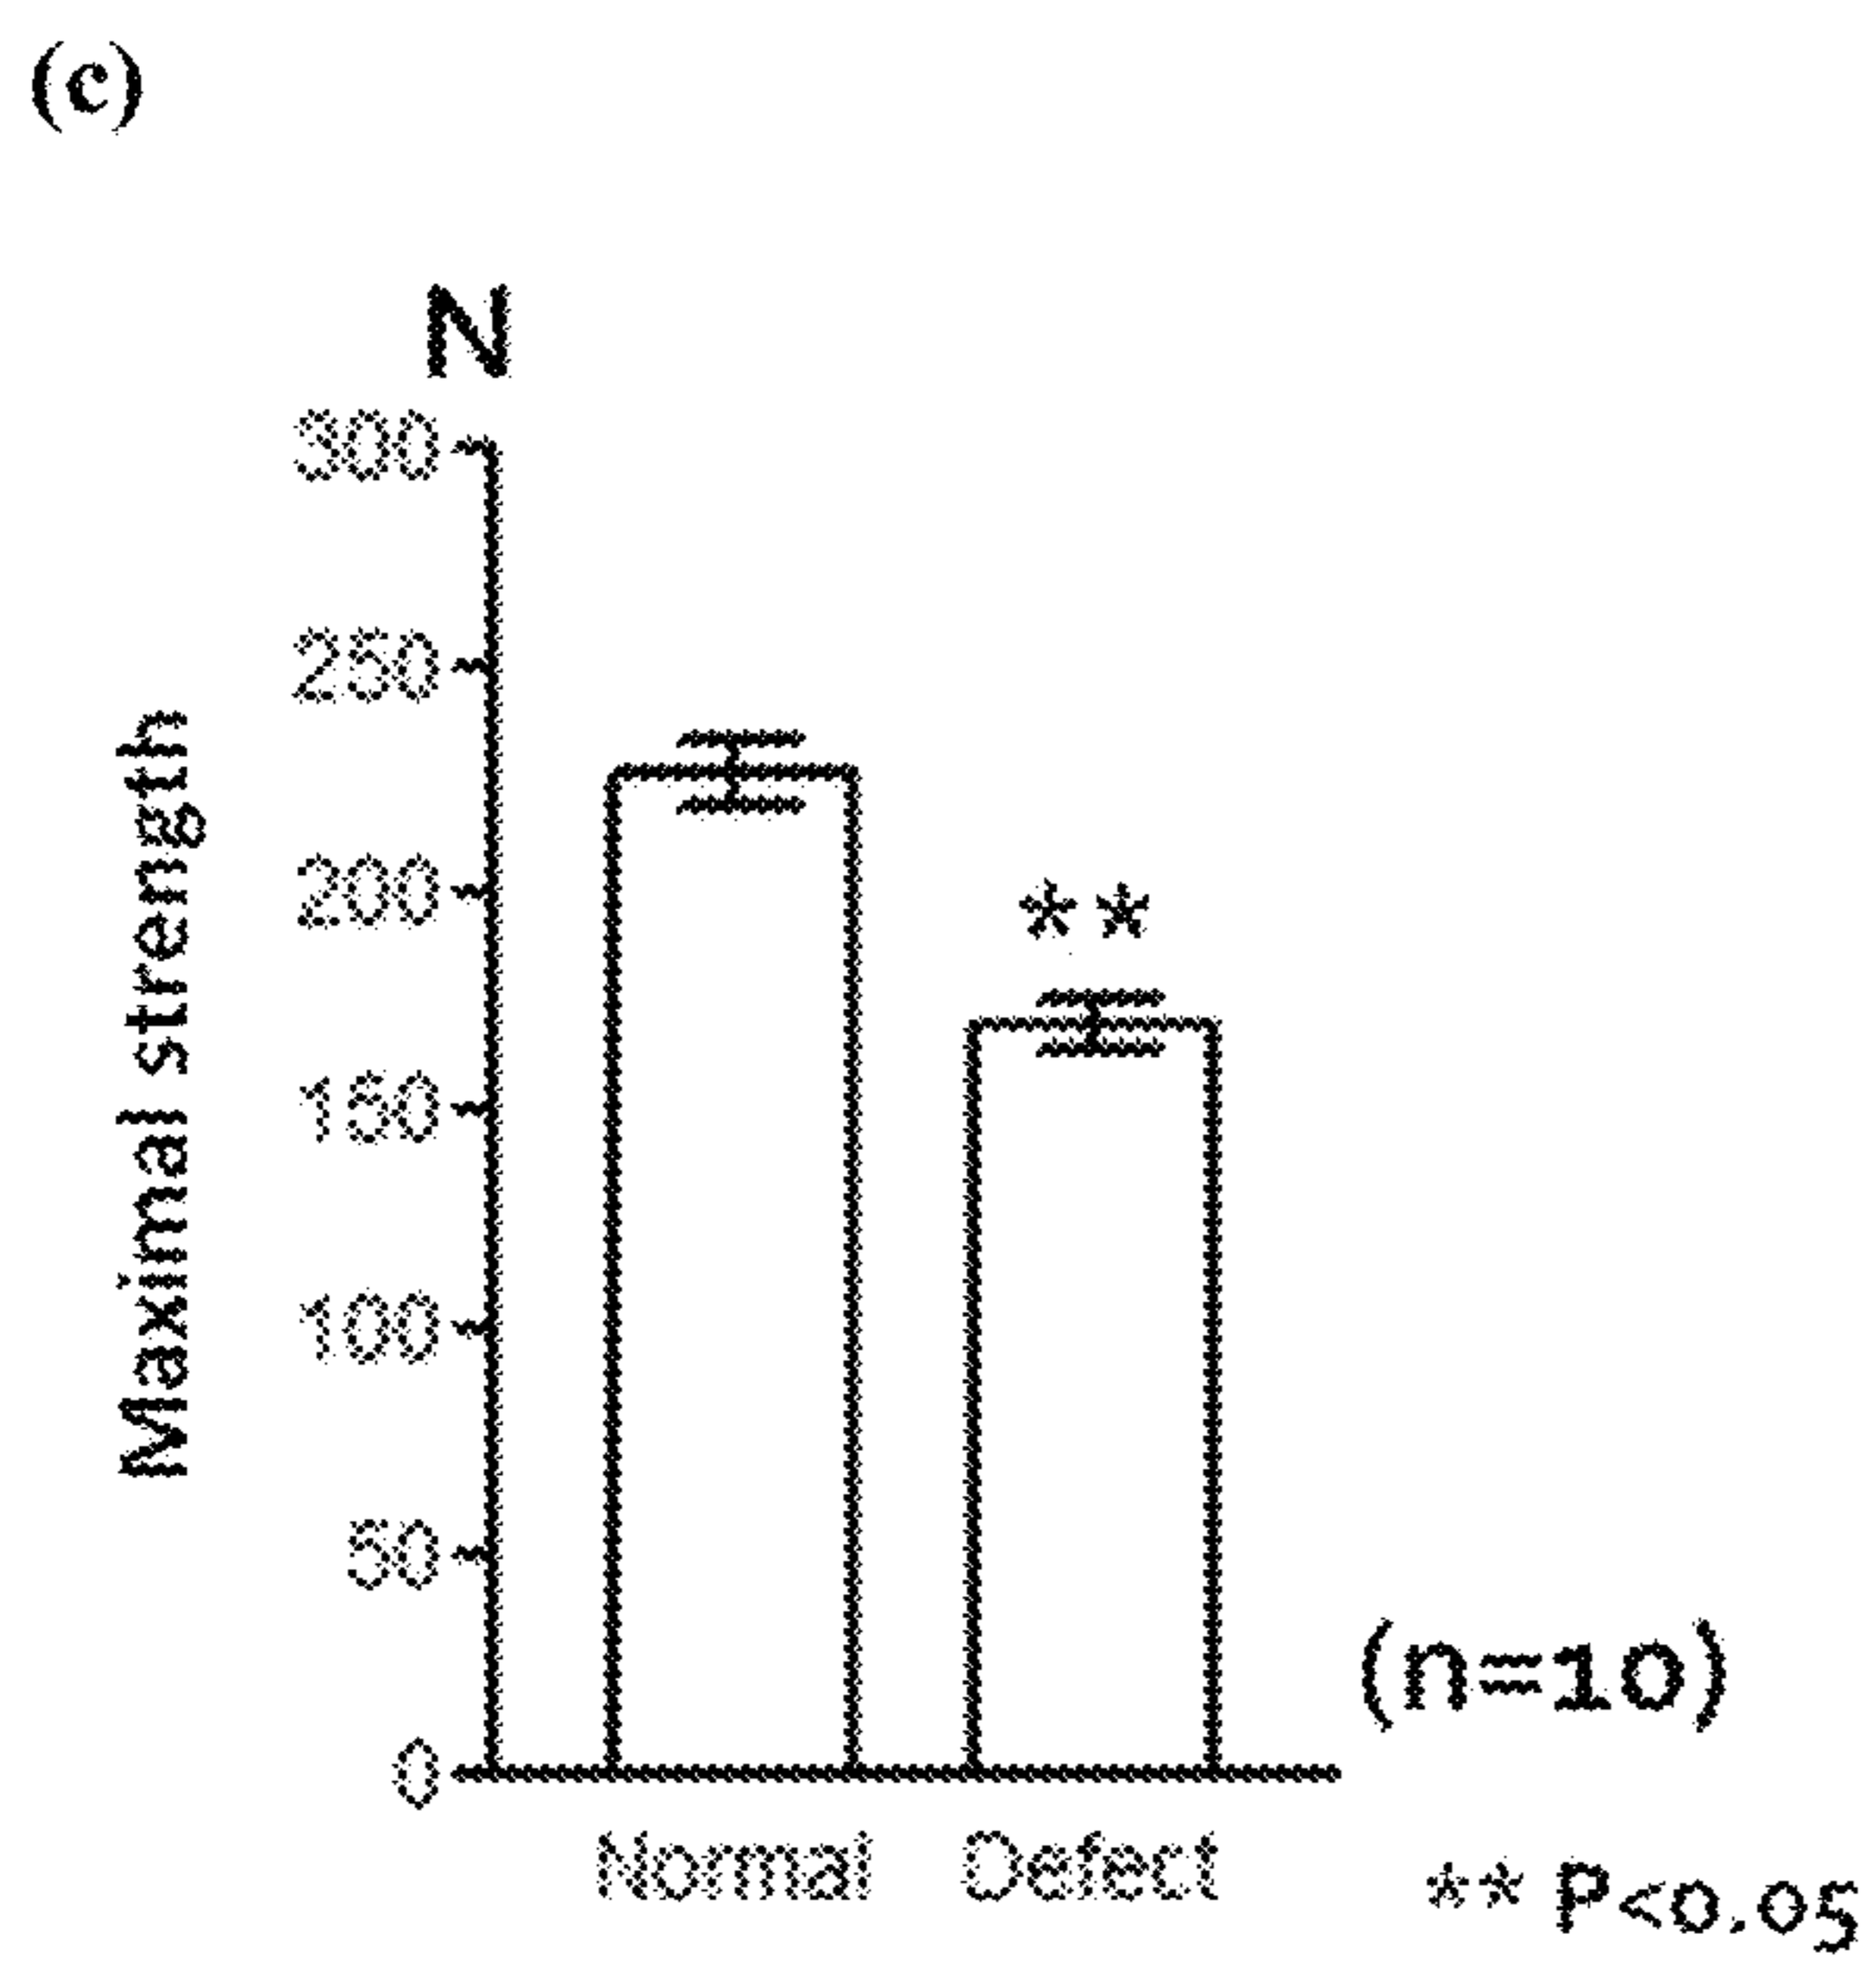 (c)
N
300
250
200
150
100
50
0
Maximal strength
**
Normal Defect
(n=10)
** P<0.05